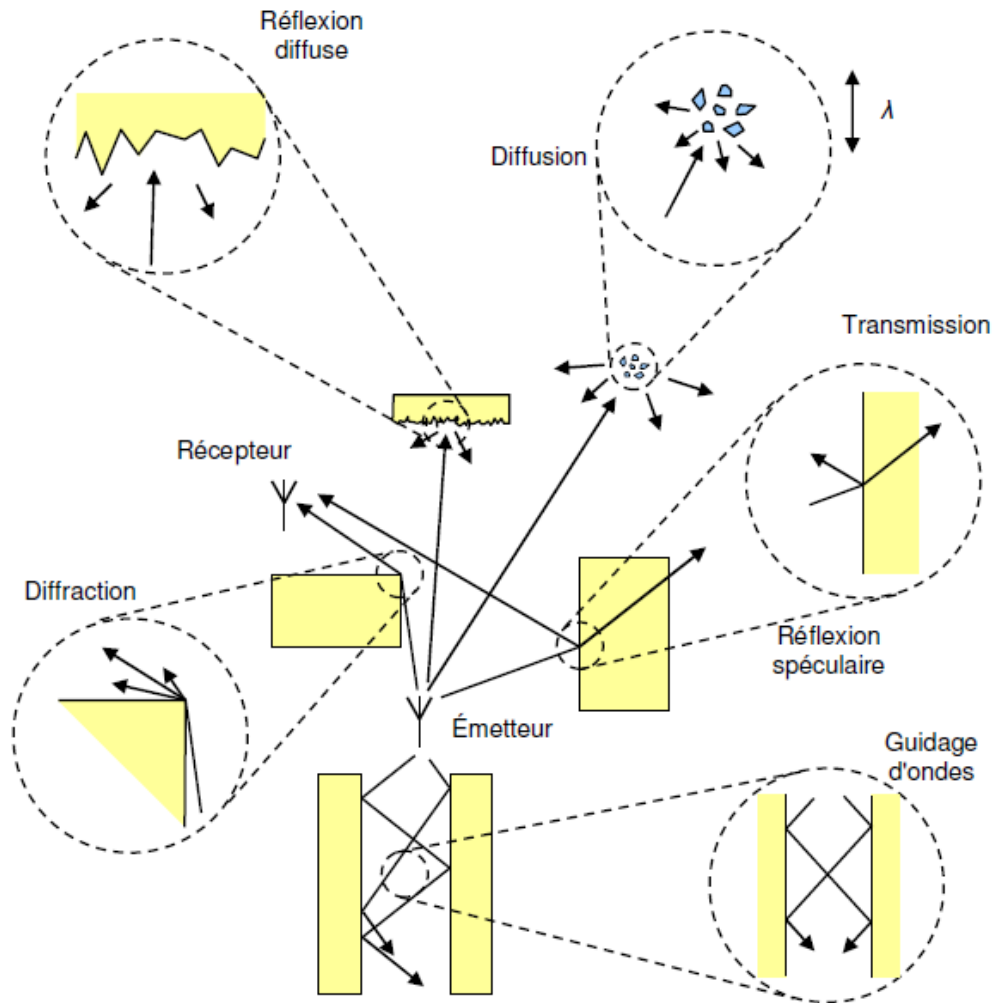 Réflexion
diffuse
Diffusion
λ
Transmission
Récepteur
Diffraction
Réflexion
spéculaire
Émetteur
Guidage
d'ondes